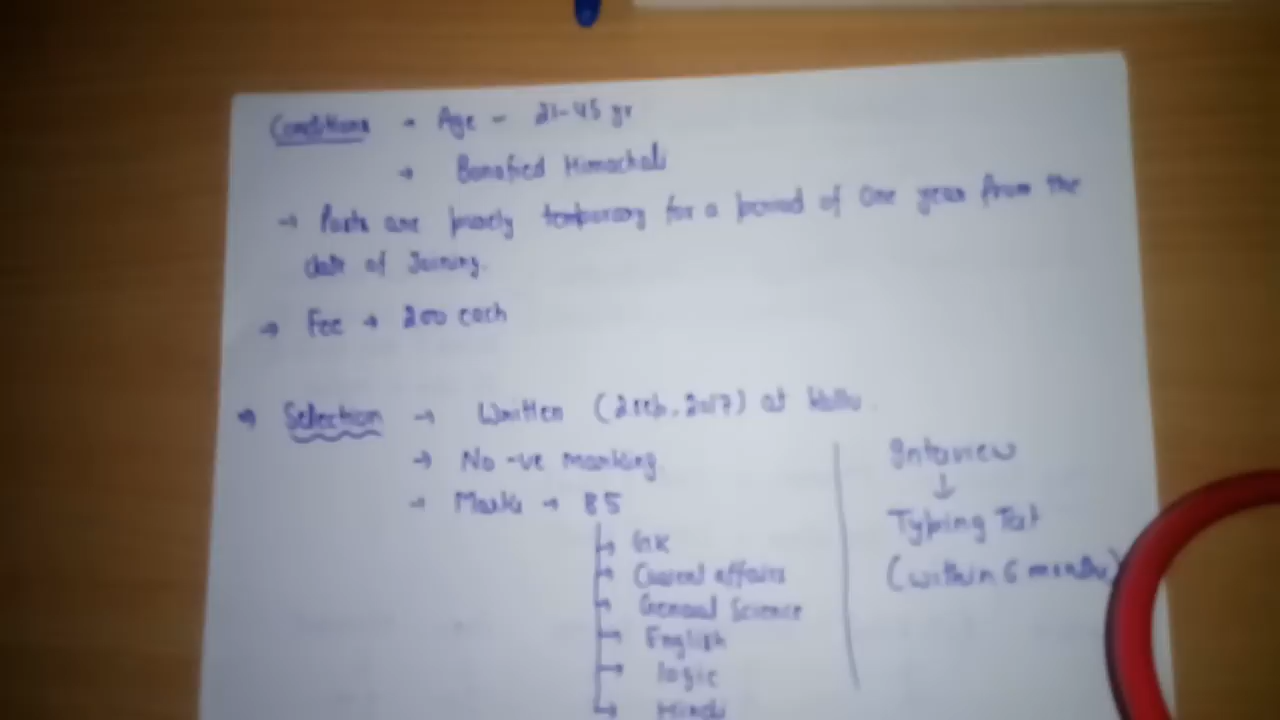 Conditions → Age - 21-45 yr
→ Bonafied Himachali
→ Posts are purely temporary for a period of one year from the
date of Joining.
→ Fee → 200 each
→ Selection → Written (2 Feb, 2017) at Kullu.
→ No -ve marking
→ Marks → 85
→ GK
→ Current affairs
→ General Science
→ English
→ logic
→ Hindi
Interview
↓
Typing Test
(within 6 months)